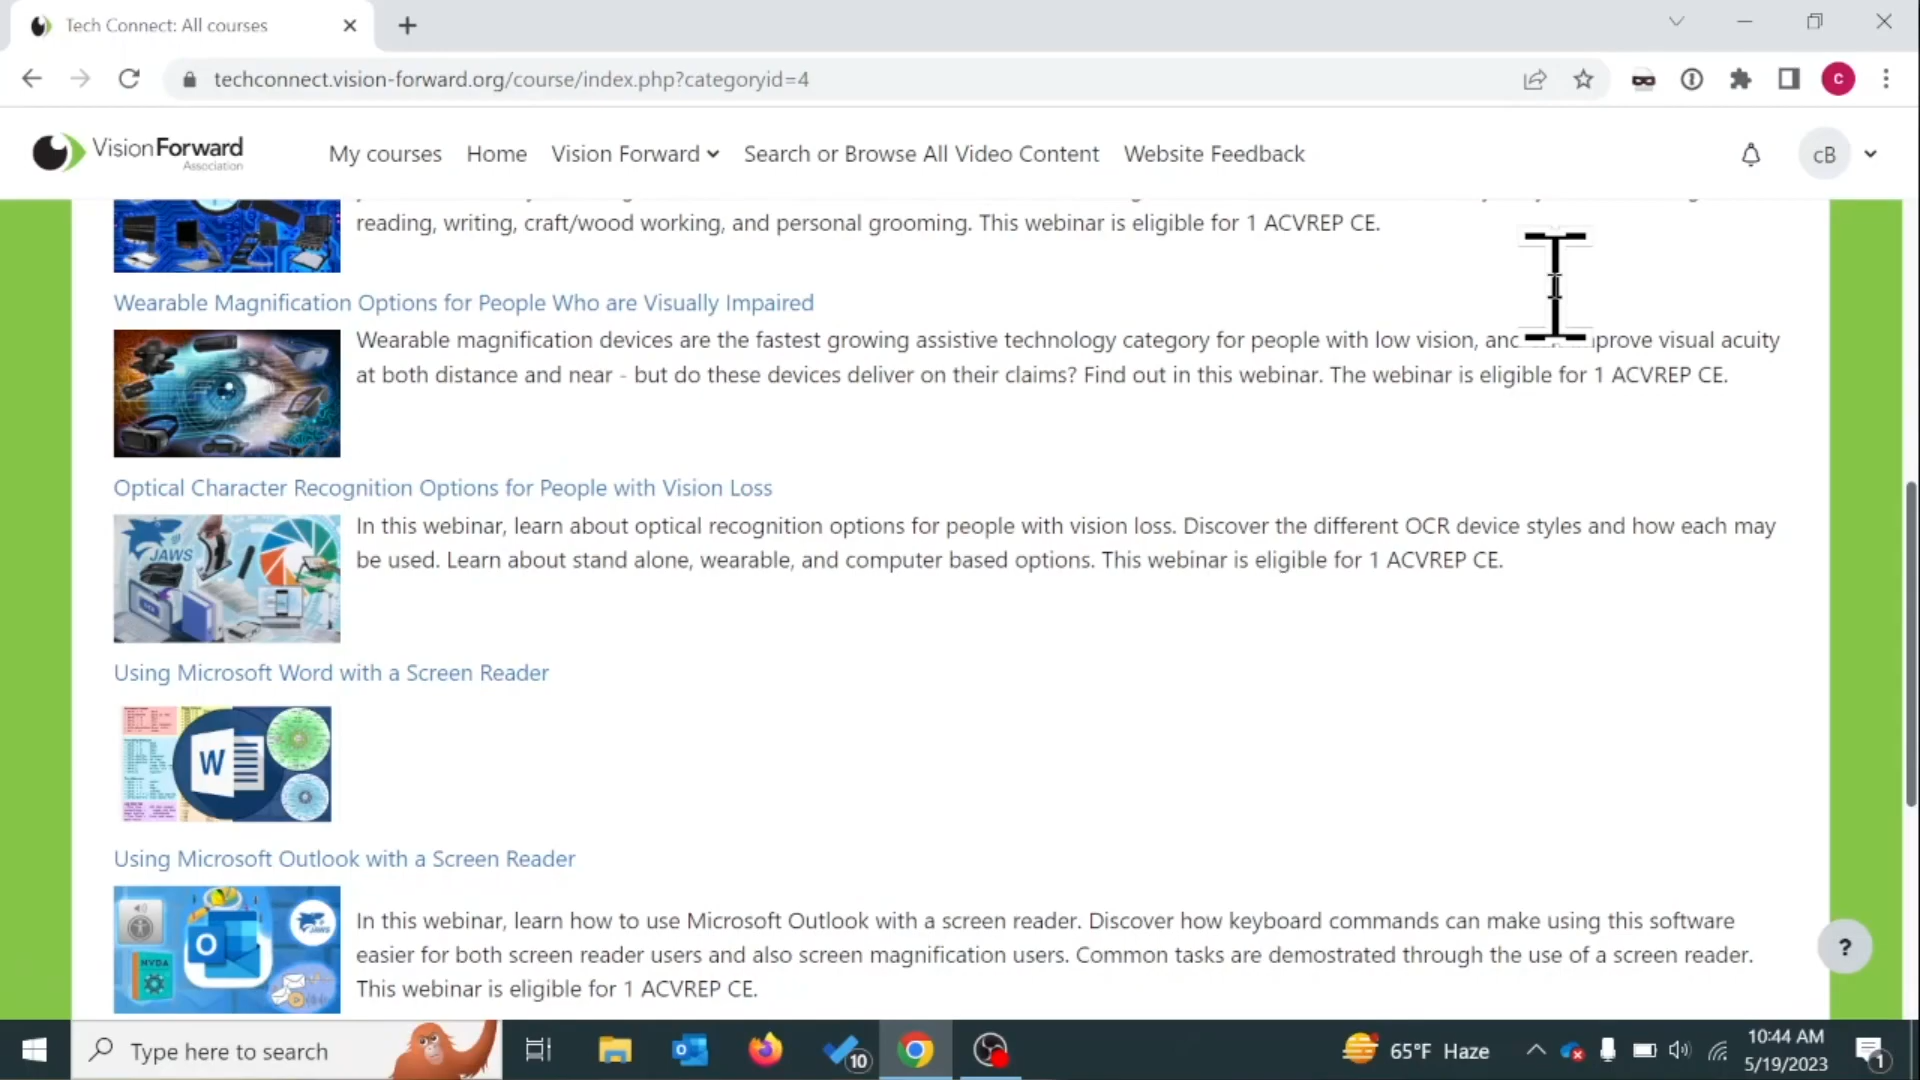 Tech Connect: All courses
techconnect.vision-forward.org/course/index.php?categoryid=4
C
VisionForward
Association
My courses
Home
Vision Forward
Search or Browse All Video Content
Website Feedback
cB
reading, writing, craft/wood working, and personal grooming. This webinar is eligible for 1 ACVREP CE.
Wearable Magnification Options for People Who are Visually Impaired
Wearable magnification devices are the fastest growing assistive technology category for people with low vision, and visual acuity
at both distance and near - but do these devices deliver on their claims? Find out in this webinar. The webinar is eligible for 1 ACVREP CE.
Optical Character Recognition Options for People with Vision Loss
JAWS
In this webinar, learn about optical recognition options for people with vision loss. Discover the different OCR device styles and how each may
be used. Learn about stand alone, wearable, and computer based options. This webinar is eligible for 1 ACVREP CE.
Using Microsoft Word with a Screen Reader
W
Using Microsoft Outlook with a Screen Reader
JAWS
O
NVDA
In this webinar, learn how to use Microsoft Outlook with a screen reader. Discover how keyboard commands can make using this software
easier for both screen reader users and also screen magnification users. Common tasks are demostrated through the use of a screen reader.
This webinar is eligible for 1 ACVREP CE.
?
Type here to search
10
65°F Haze
10:44 AM
5/19/2023
1